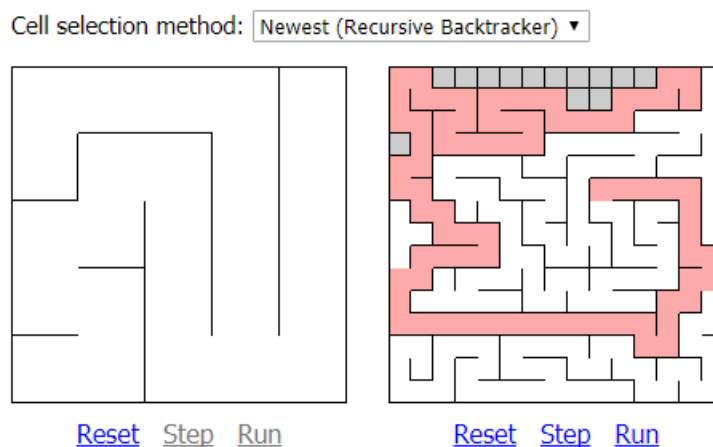 Cell selection method: Newest (Recursive Backtracker) ▼
Reset Step Run Reset Step Run